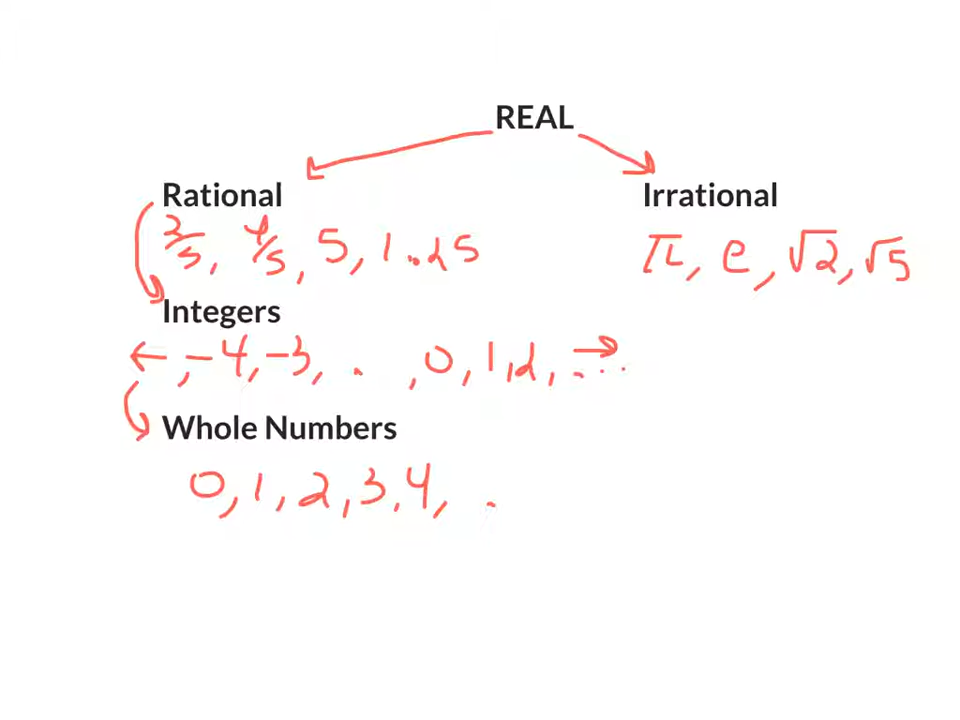 REAL
Rational Irrational
2/5, 4/5, 5, 1.25 π, e, √2, √5
Integers
←, -4, -3, . , 0, 1, 2, → ...
Whole Numbers
0, 1, 2, 3, 4, .